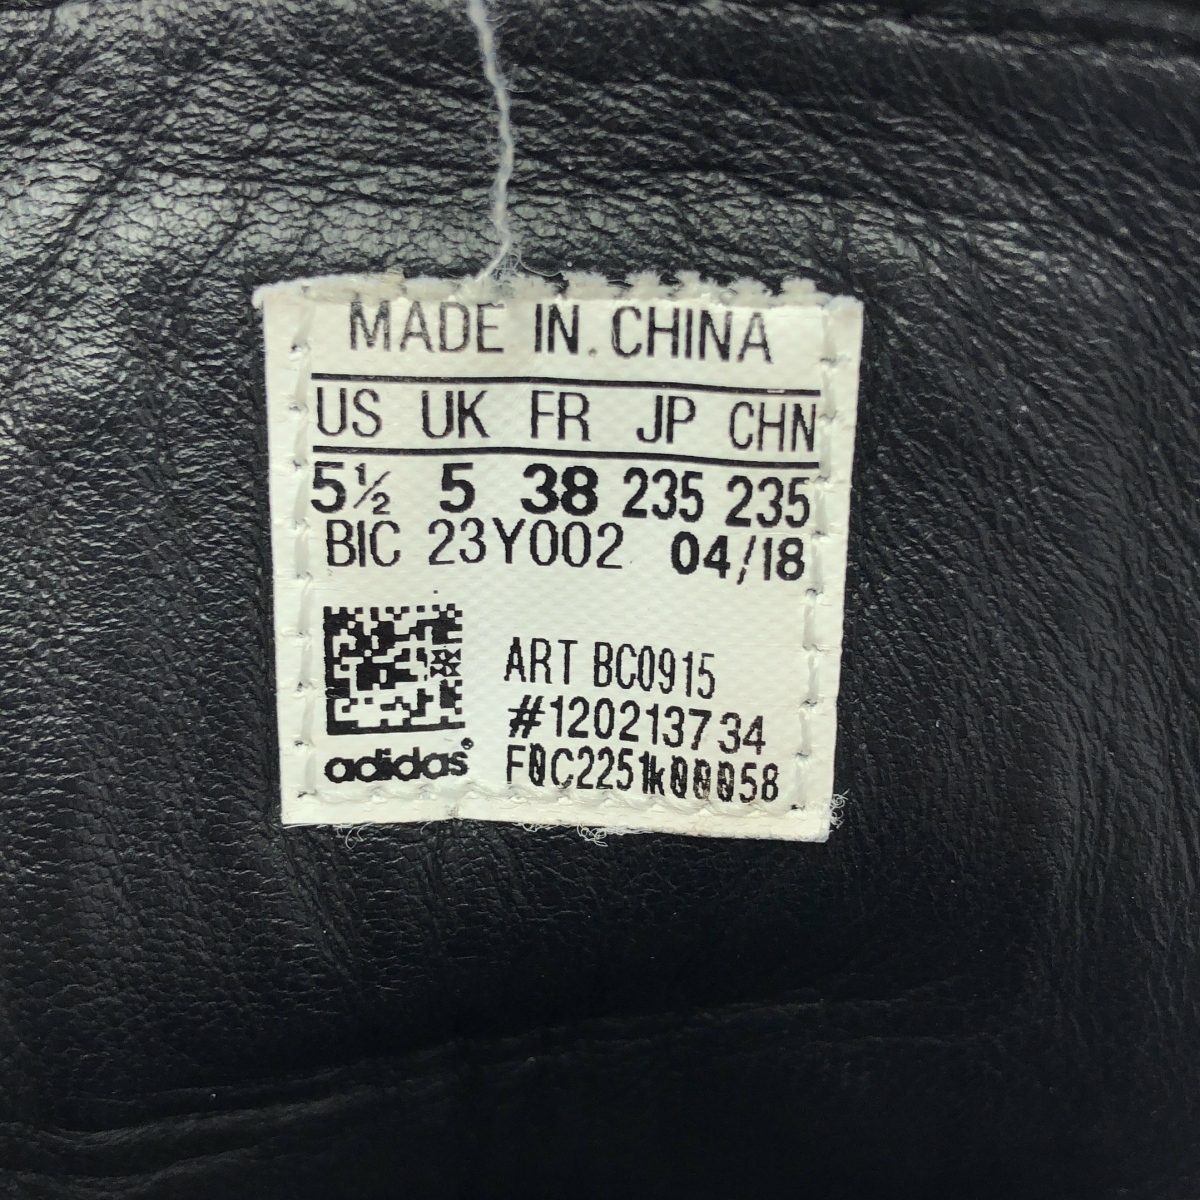 MADE IN CHINA
US UK FR JP CHN
5½ 5 38 235 235
BIC 23Y002 04/18
ART BC0915
#120213734
adidas®